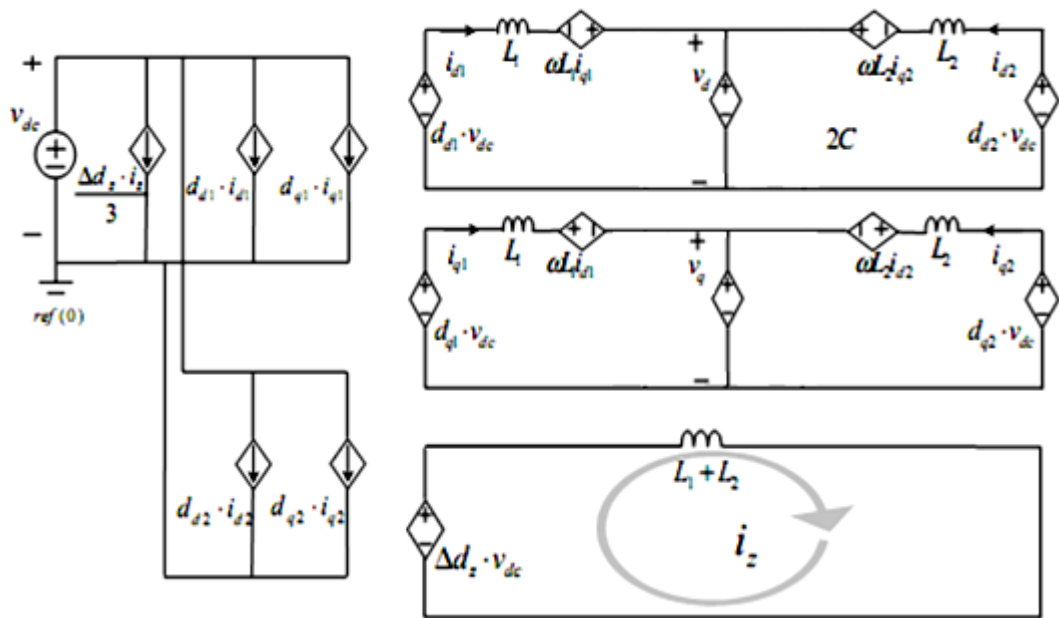 +
v_dc
−
Δd_z · i_z / 3
d_d1 · i_d1
d_q1 · i_q1
ref(0)
d_d2 · i_d2
d_q2 · i_q2
i_d1
L_1
ωL_1i_q1
+
v_d
−
ωL_2i_q2
L_2
i_d2
d_d1 · v_dc
2C
d_d2 · v_dc
i_q1
L_1
ωL_1i_d1
+
v_q
−
ωL_2i_d2
L_2
i_q2
d_q1 · v_dc
d_q2 · v_dc
L_1 + L_2
i_z
Δd_z · v_dc